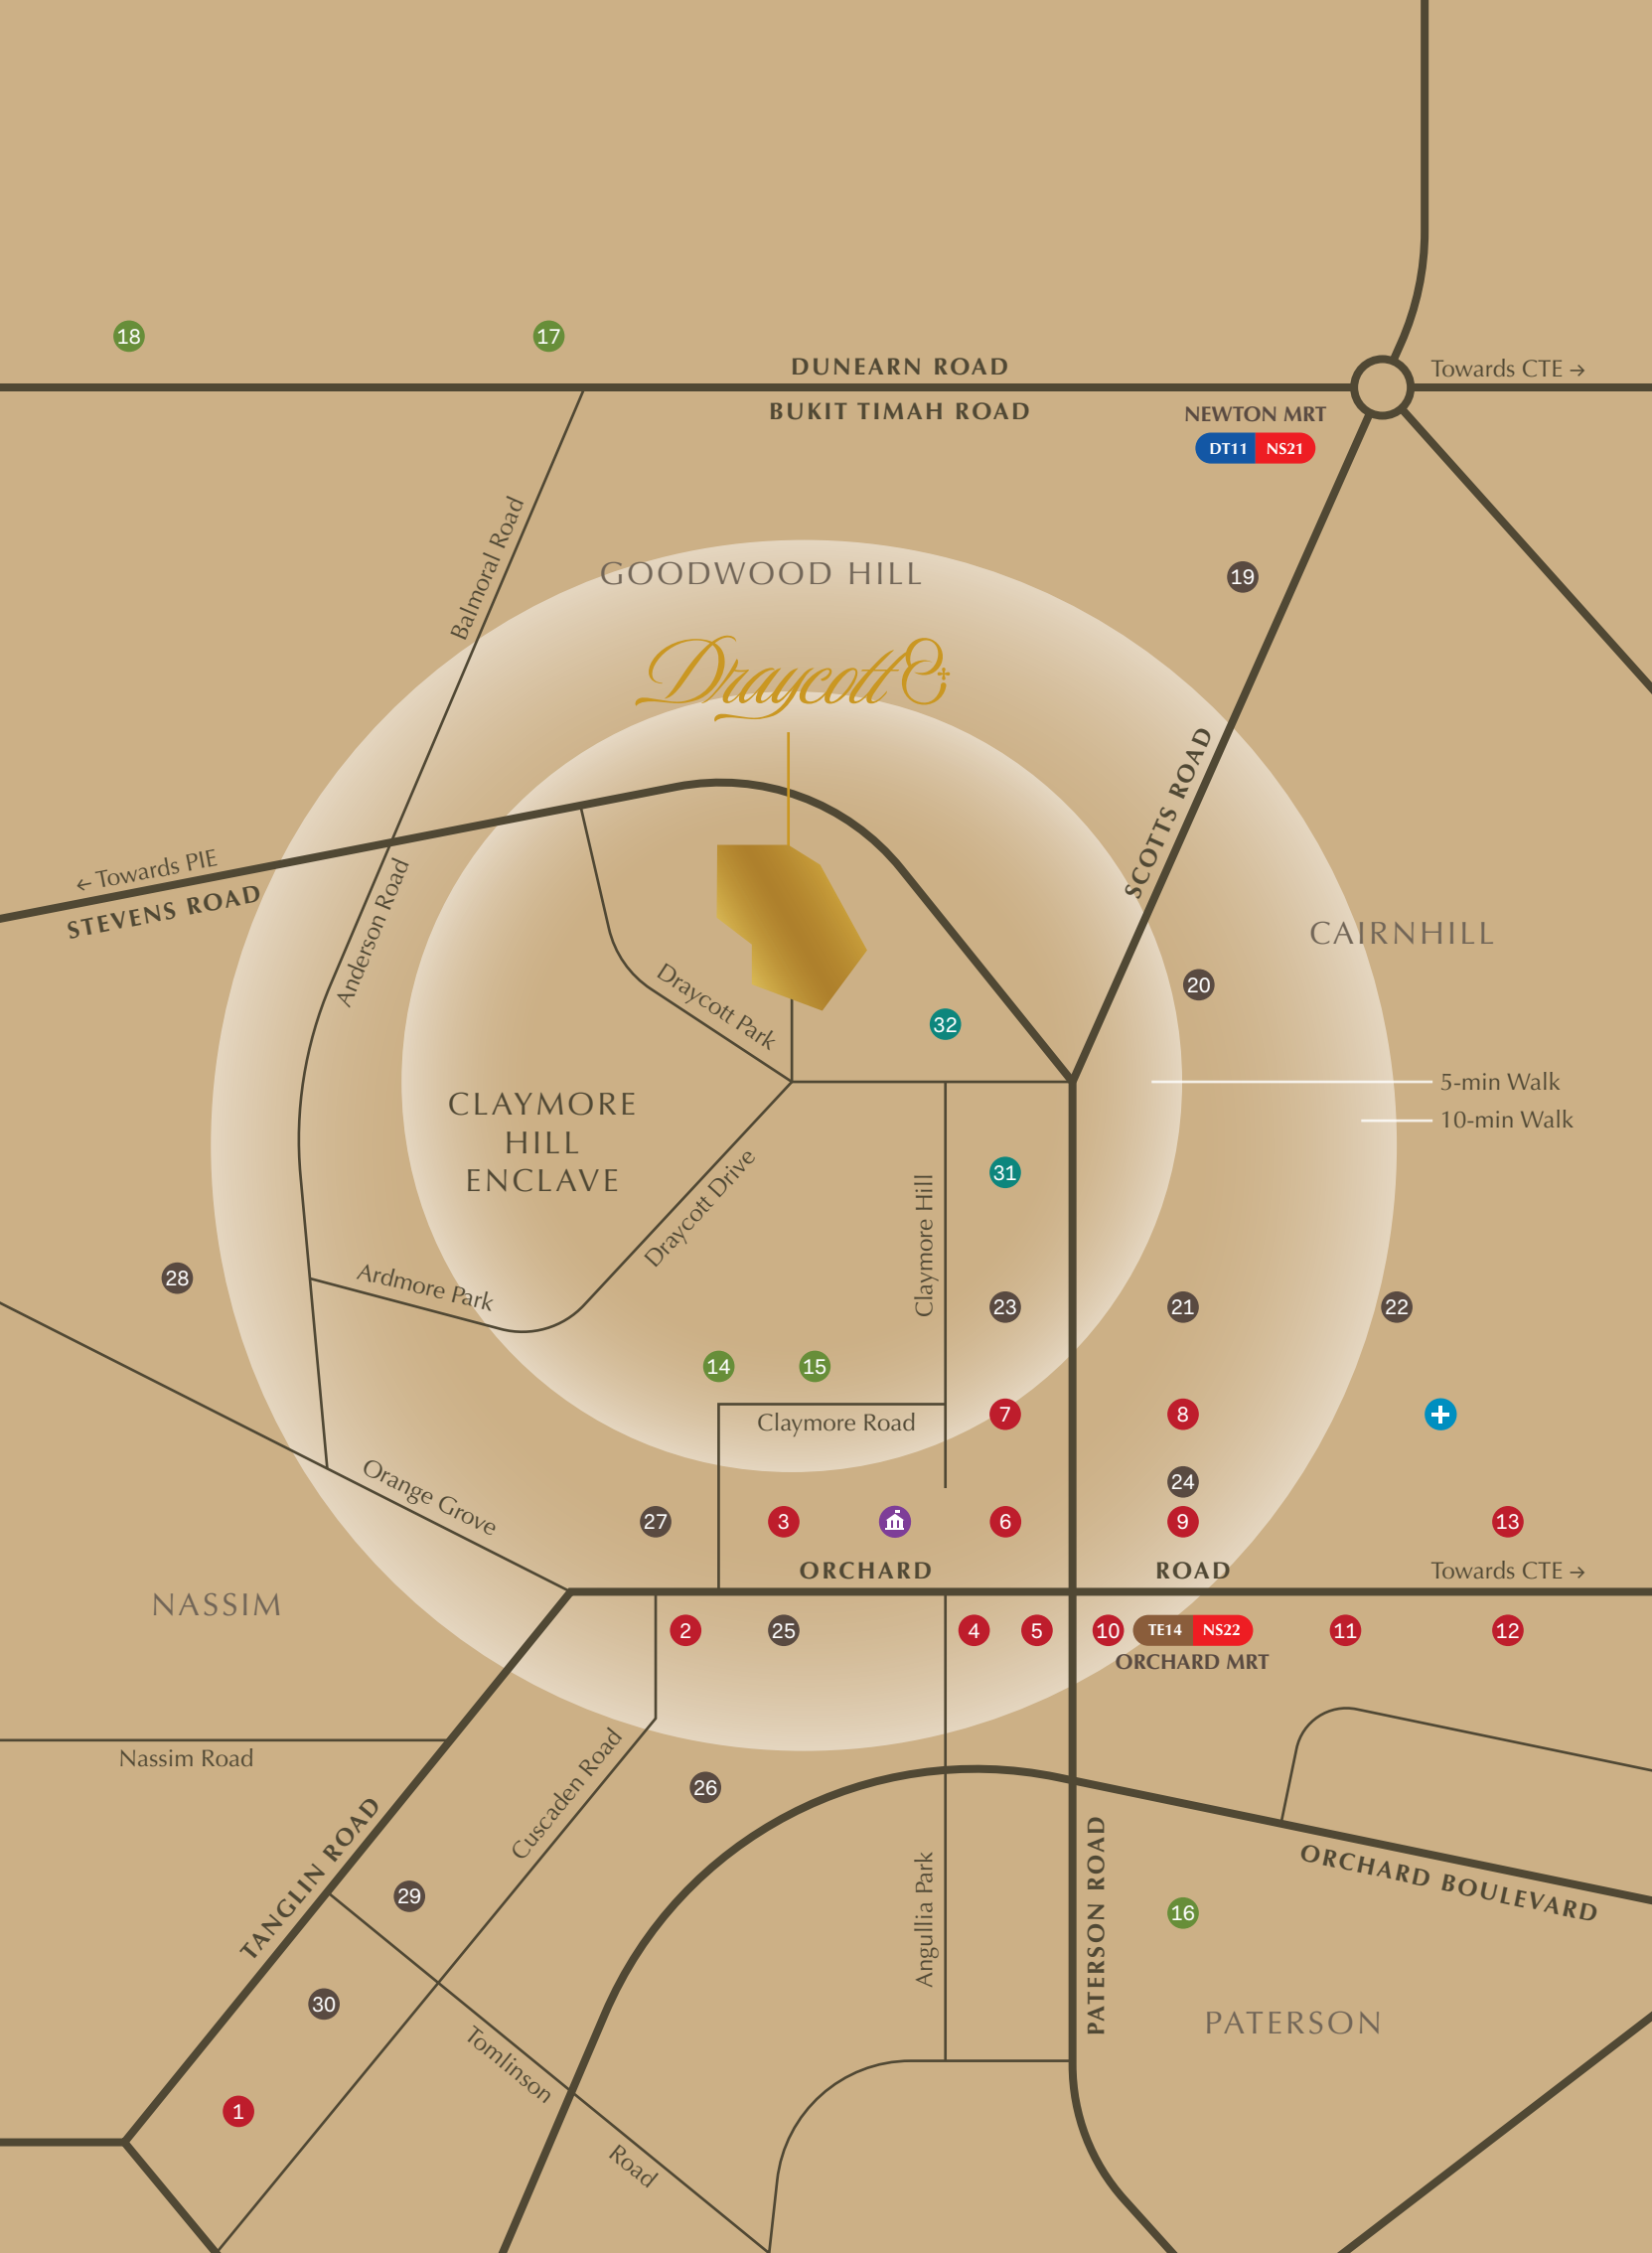 18
17
DUNEARN ROAD
Towards CTE →
BUKIT TIMAH ROAD
NEWTON MRT
DT11 NS21
Balmoral Road
GOODWOOD HILL
19
Draycott
SCOTTS ROAD
← Towards PIE
STEVENS ROAD
Anderson Road
CAIRNHILL
Draycott Park
20
32
5-min Walk
10-min Walk
CLAYMORE
HILL
ENCLAVE
31
Draycott Drive
Claymore Hill
28
Ardmore Park
23
21
22
14
15
7
8
Claymore Road
Orange Grove
24
27
3
6
9
13
ORCHARD
ROAD
Towards CTE →
NASSIM
2
25
4
5
10
TE14 NS22
11
12
ORCHARD MRT
Nassim Road
Cuscaden Road
26
TANGLIN ROAD
29
Angullia Park
PATERSON ROAD
ORCHARD BOULEVARD
16
30
PATERSON
Tomlinson
Road
1